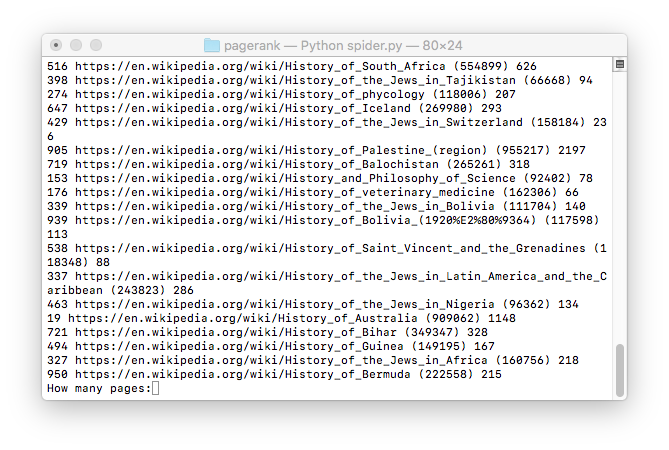 pagerank — Python spider.py — 80×24
516 https://en.wikipedia.org/wiki/History_of_South_Africa (554899) 626
398 https://en.wikipedia.org/wiki/History_of_the_Jews_in_Tajikistan (66668) 94
274 https://en.wikipedia.org/wiki/History_of_phycology (118006) 207
647 https://en.wikipedia.org/wiki/History_of_Iceland (269980) 293
429 https://en.wikipedia.org/wiki/History_of_the_Jews_in_Switzerland (158184) 23
6
905 https://en.wikipedia.org/wiki/History_of_Palestine_(region) (955217) 2197
719 https://en.wikipedia.org/wiki/History_of_Balochistan (265261) 318
153 https://en.wikipedia.org/wiki/History_and_Philosophy_of_Science (92402) 78
176 https://en.wikipedia.org/wiki/History_of_veterinary_medicine (162306) 66
339 https://en.wikipedia.org/wiki/History_of_the_Jews_in_Bolivia (111704) 140
939 https://en.wikipedia.org/wiki/History_of_Bolivia_(1920%E2%80%9364) (117598)
113
538 https://en.wikipedia.org/wiki/History_of_Saint_Vincent_and_the_Grenadines (1
18348) 88
337 https://en.wikipedia.org/wiki/History_of_the_Jews_in_Latin_America_and_the_C
aribbean (243823) 286
463 https://en.wikipedia.org/wiki/History_of_the_Jews_in_Nigeria (96362) 134
19 https://en.wikipedia.org/wiki/History_of_Australia (909062) 1148
721 https://en.wikipedia.org/wiki/History_of_Bihar (349347) 328
494 https://en.wikipedia.org/wiki/History_of_Guinea (149195) 167
327 https://en.wikipedia.org/wiki/History_of_the_Jews_in_Africa (160756) 218
950 https://en.wikipedia.org/wiki/History_of_Bermuda (222558) 215
How many pages: